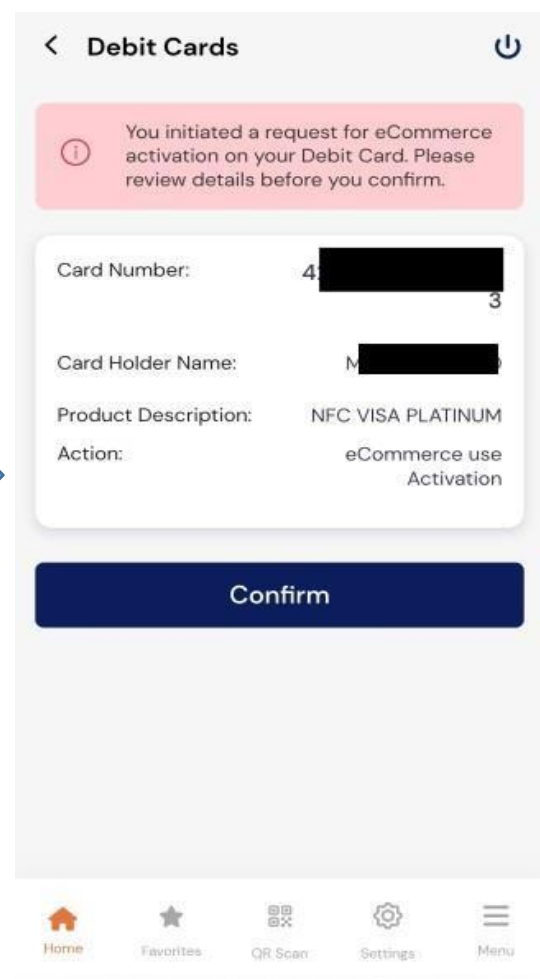 Debit Cards
You initiated a request for eCommerce
activation on your Debit Card. Please
review details before you confirm.
Card Number: 4
3
Card Holder Name: M
Product Description: NFC VISA PLATINUM
Action: eCommerce use
Activation
Confirm
Home Favorites QR Scan Settings Menu